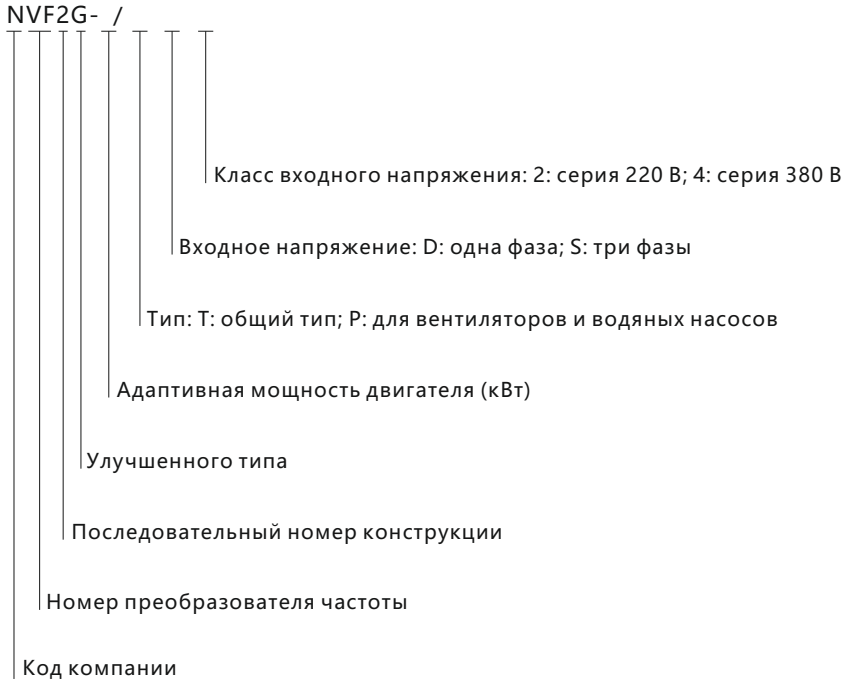 NVF2G- /
Класс входного напряжения: 2: серия 220 В; 4: серия 380 В
Входное напряжение: D: одна фаза; S: три фазы
Тип: T: общий тип; P: для вентиляторов и водяных насосов
Адаптивная мощность двигателя (кВт)
Улучшенного типа
Последовательный номер конструкции
Номер преобразователя частоты
Код компании